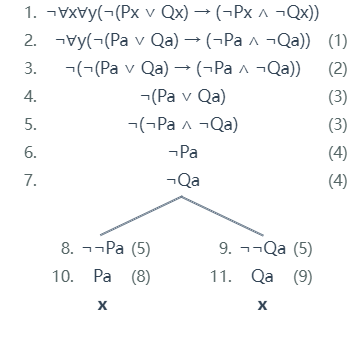 1. ¬∀x∀y(¬(Px ∨ Qx) → (¬Px ∧ ¬Qx))
2. ¬∀y(¬(Pa ∨ Qa) → (¬Pa ∧ ¬Qa)) (1)
3. ¬(¬(Pa ∨ Qa) → (¬Pa ∧ ¬Qa)) (2)
4. ¬(Pa ∨ Qa) (3)
5. ¬(¬Pa ∧ ¬Qa) (3)
6. ¬Pa (4)
7. ¬Qa (4)
8. ¬¬Pa (5) 9. ¬¬Qa (5)
10. Pa (8) 11. Qa (9)
x x